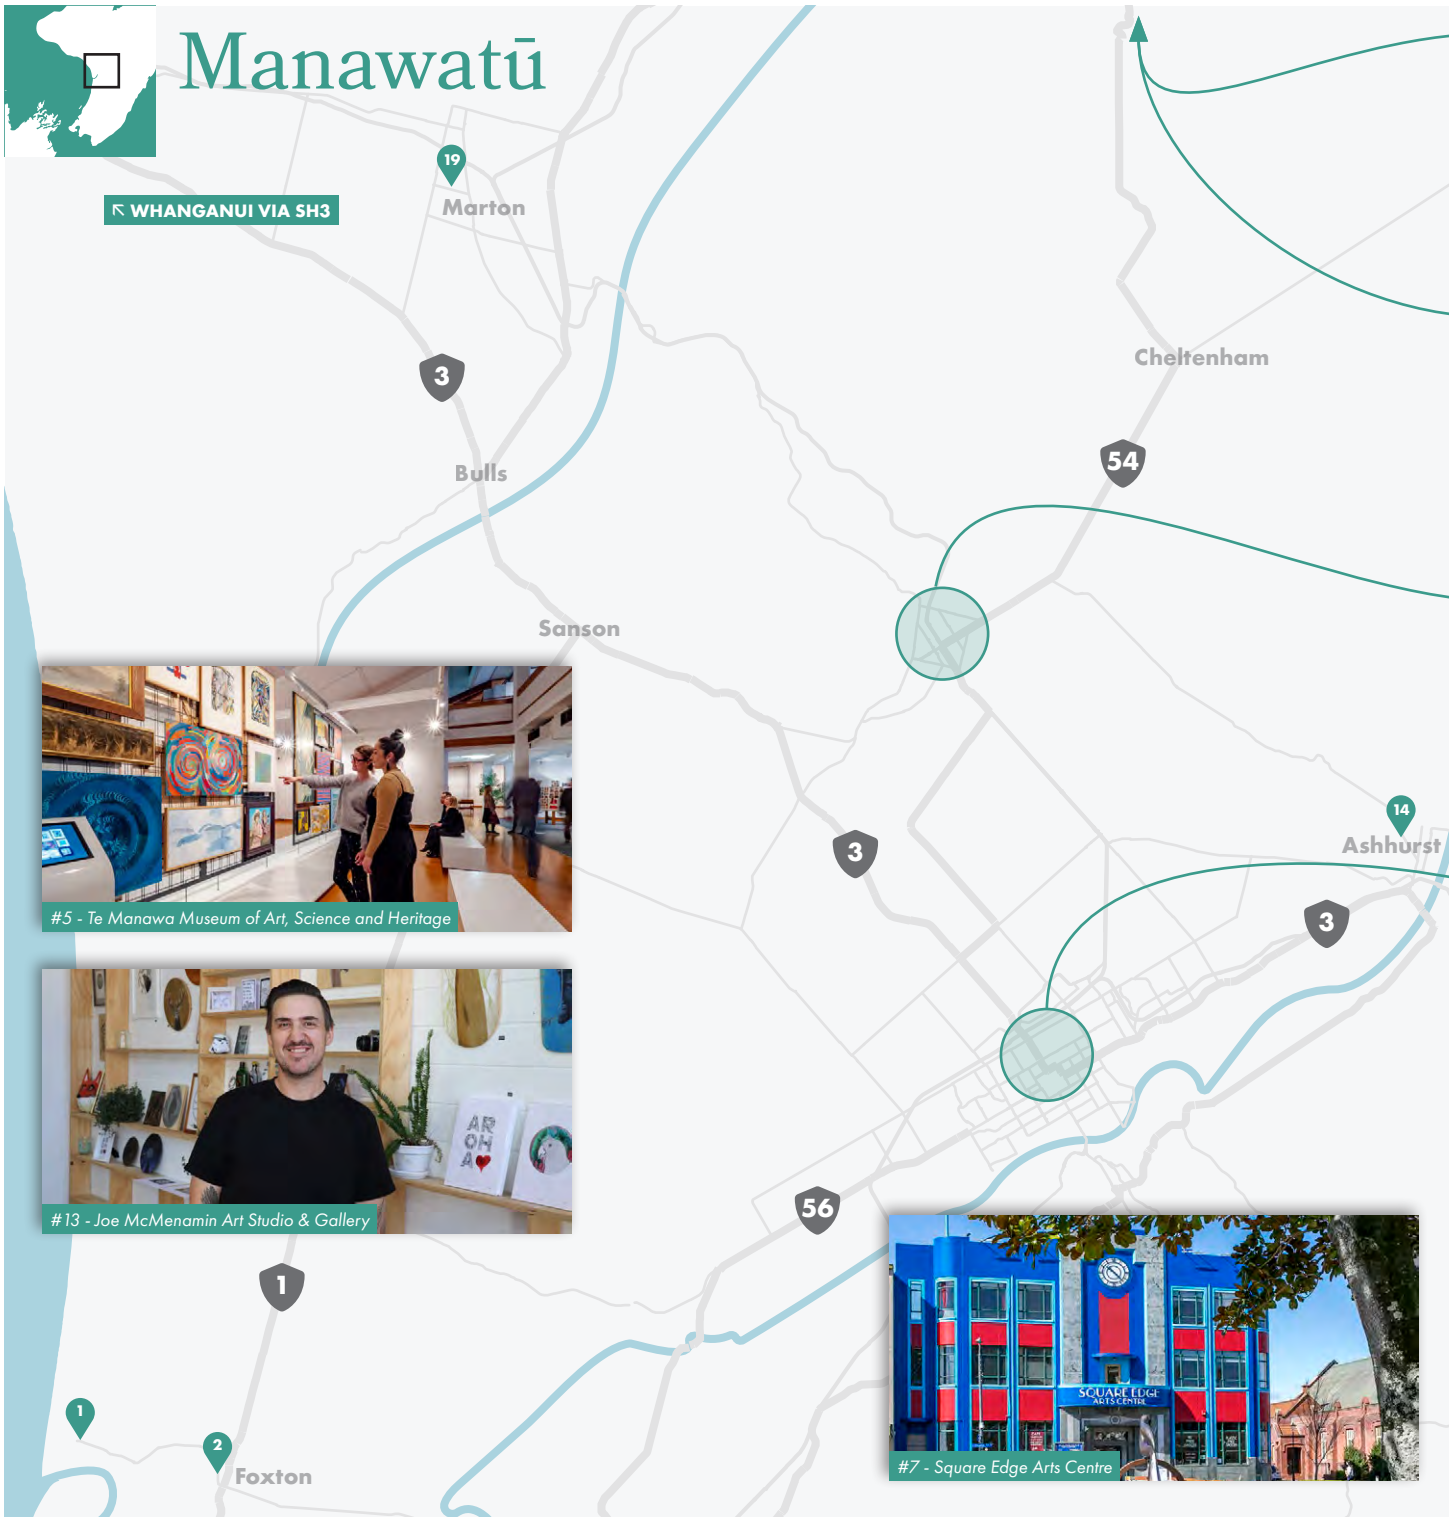 Manawatū
19
↖ WHANGANUI VIA SH3
Marton
Cheltenham
3
54
Bulls
Sanson
14
Ashhurst
3
3
#5 - Te Manawa Museum of Art, Science and Heritage
AR
OH
A
#13 - Joe McMenamin Art Studio & Gallery
56
1
SQUARE EDGE
ARTS CENTRE
#7 - Square Edge Arts Centre
1
2
Foxton